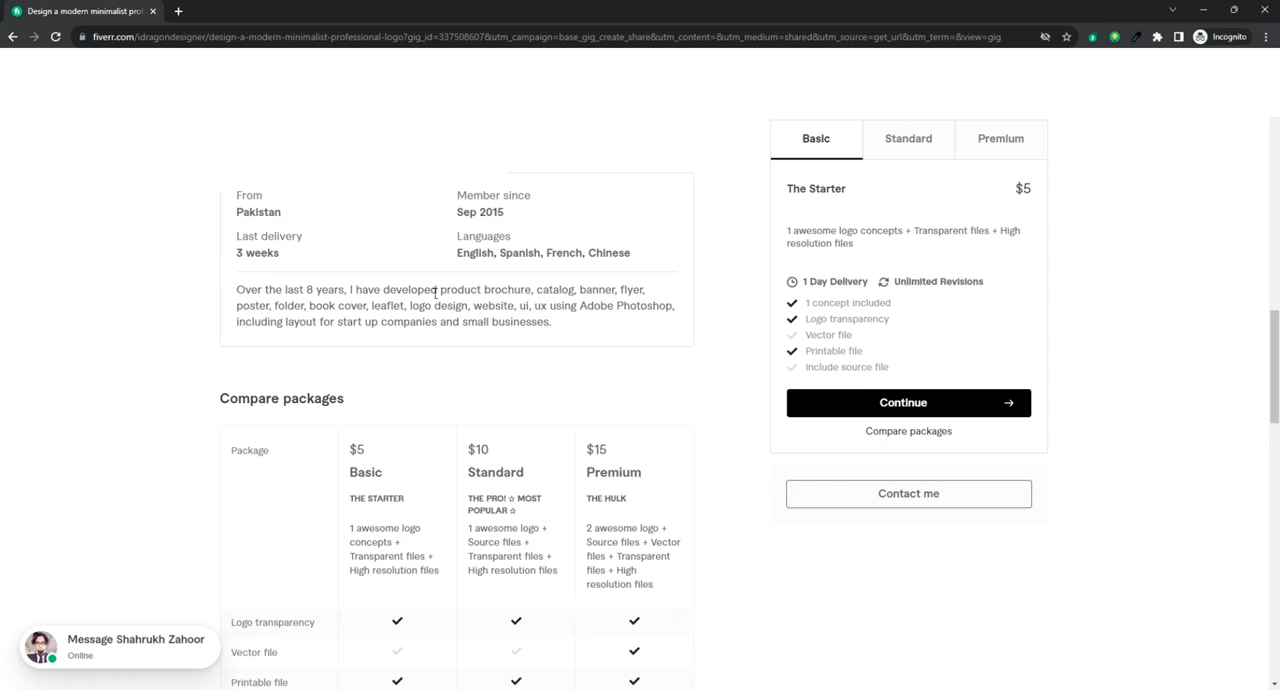 Design a modern minimalist prof
fiverr.com/idragondesigner/design-a-modern-minimalist-professional-logo?gig_id=337508607&utm_campaign=base_gig_create_share&utm_content=&utm_medium=shared&utm_source=get_url&utm_term=&view=gig
Incognito
From
Pakistan
Member since
Sep 2015
Last delivery
3 weeks
Languages
English, Spanish, French, Chinese
Over the last 8 years, I have developed product brochure, catalog, banner, flyer,
poster, folder, book cover, leaflet, logo design, website, ui, ux using Adobe Photoshop,
including layout for start up companies and small businesses.
Basic Standard Premium
The Starter $5
1 awesome logo concepts + Transparent files + High
resolution files
1 Day Delivery Unlimited Revisions
1 concept included
Logo transparency
Vector file
Printable file
Include source file
Continue
Compare packages
Contact me
Compare packages
Package
$5
Basic
THE STARTER
1 awesome logo
concepts +
Transparent files +
High resolution files
$10
Standard
THE PRO! ☆ MOST
POPULAR ☆
1 awesome logo +
Source files +
Transparent files +
High resolution files
$15
Premium
THE HULK
2 awesome logo +
Source files + Vector
files + Transparent
files + High
resolution files
Logo transparency
Vector file
Printable file
Message Shahrukh Zahoor
Online